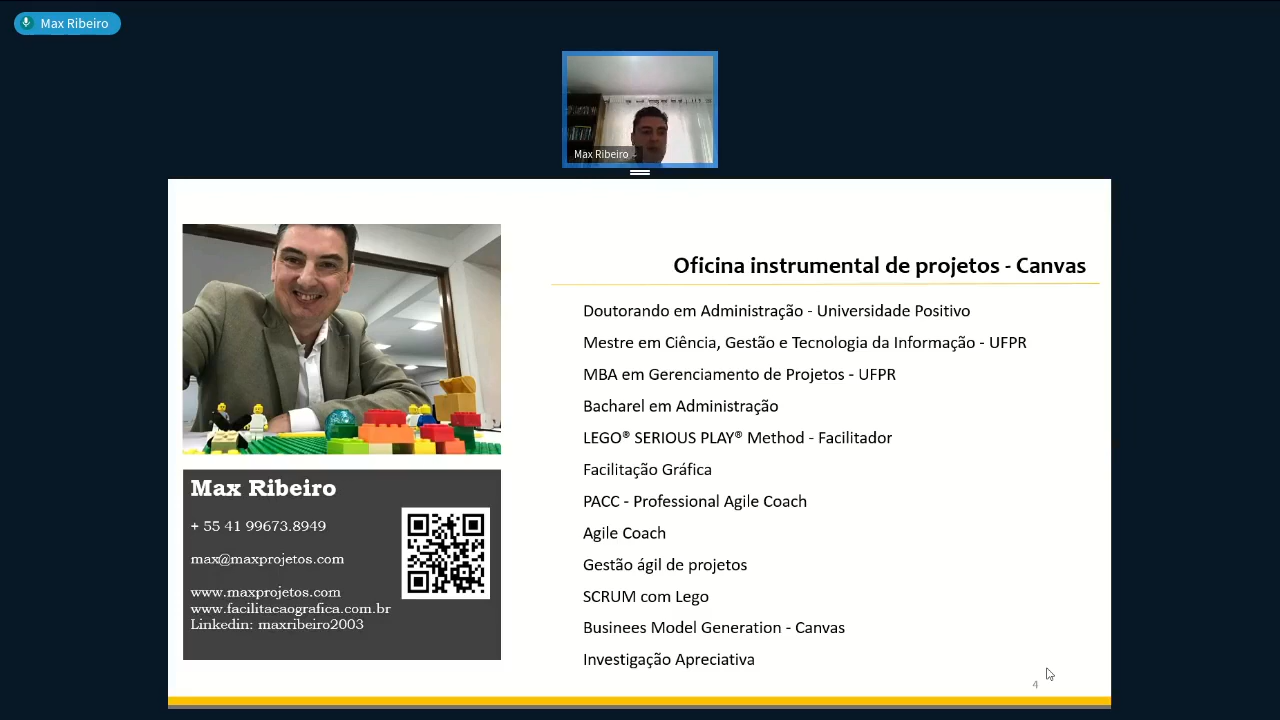 Max Ribeiro
Max Ribeiro
Oficina instrumental de projetos - Canvas
Doutorando em Administração - Universidade Positivo
Mestre em Ciência, Gestão e Tecnologia da Informação - UFPR
MBA em Gerenciamento de Projetos - UFPR
Bacharel em Administração
LEGO® SERIOUS PLAY® Method - Facilitador
Facilitação Gráfica
PACC - Professional Agile Coach
Agile Coach
Gestão ágil de projetos
SCRUM com Lego
Businees Model Generation - Canvas
Investigação Apreciativa
Max Ribeiro
+ 55 41 99673.8949
max@maxprojetos.com
www.maxprojetos.com
www.facilitacaografica.com.br
Linkedin: maxribeiro2003
4